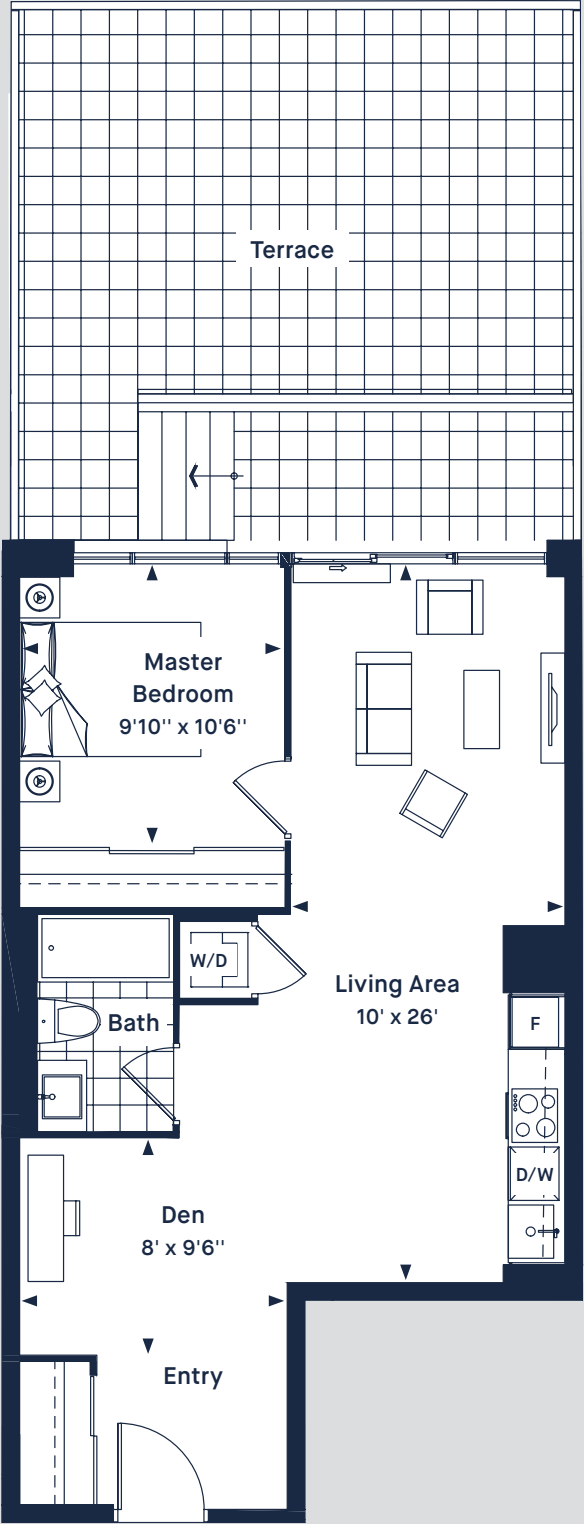 Terrace
Master
Bedroom
9'10'' x 10'6''
W/D
Living Area
10' x 26'
Bath
F
D/W
Den
8' x 9'6''
Entry